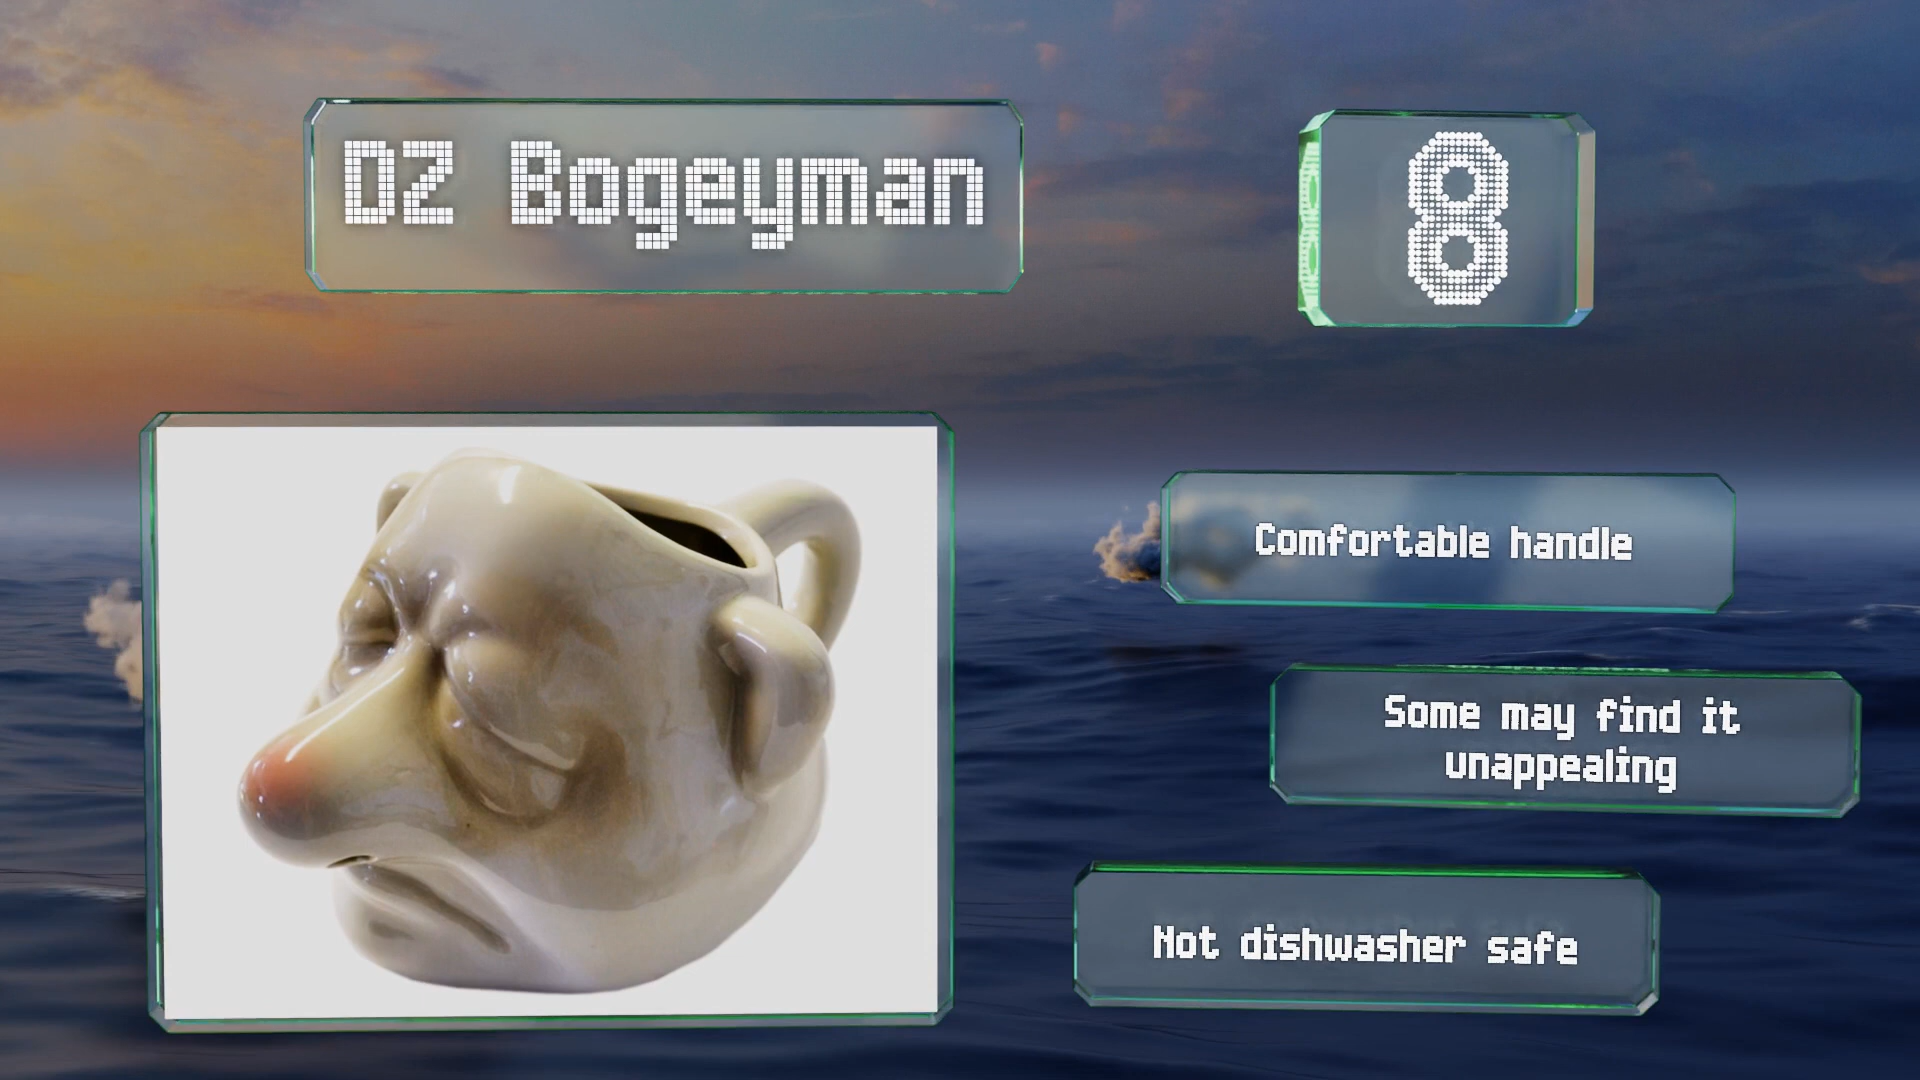 DZ Bogeyman
8
Comfortable handle
Some may find it
unappealing
Not dishwasher safe